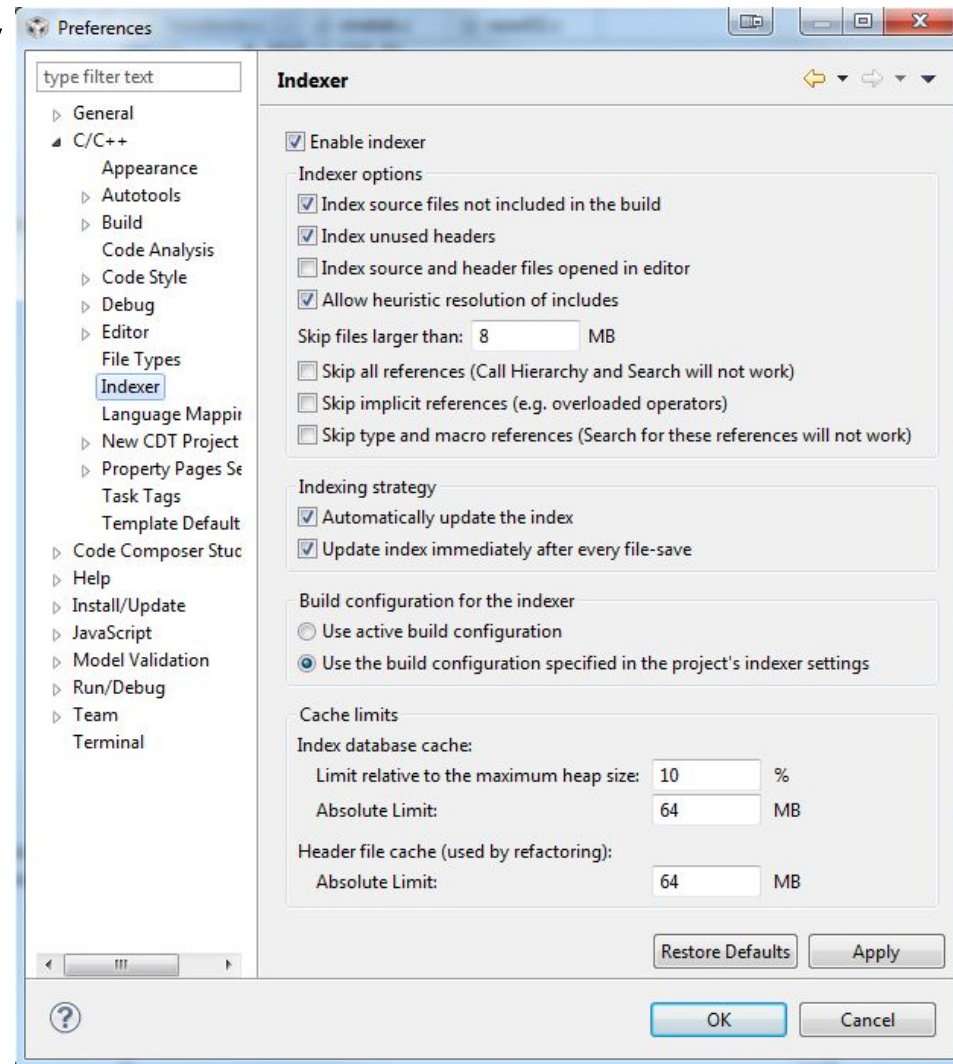 Preferences
type filter text
General
C/C++
Appearance
Autotools
Build
Code Analysis
Code Style
Debug
Editor
File Types
Indexer
Language Mappin
New CDT Project
Property Pages Se
Task Tags
Template Default
Code Composer Stud
Help
Install/Update
JavaScript
Model Validation
Run/Debug
Team
Terminal
Indexer
Enable indexer
Indexer options
Index source files not included in the build
Index unused headers
Index source and header files opened in editor
Allow heuristic resolution of includes
Skip files larger than: 8 MB
Skip all references (Call Hierarchy and Search will not work)
Skip implicit references (e.g. overloaded operators)
Skip type and macro references (Search for these references will not work)
Indexing strategy
Automatically update the index
Update index immediately after every file-save
Build configuration for the indexer
Use active build configuration
Use the build configuration specified in the project's indexer settings
Cache limits
Index database cache:
Limit relative to the maximum heap size: 10 %
Absolute Limit: 64 MB
Header file cache (used by refactoring):
Absolute Limit: 64 MB
Restore Defaults Apply
? OK Cancel